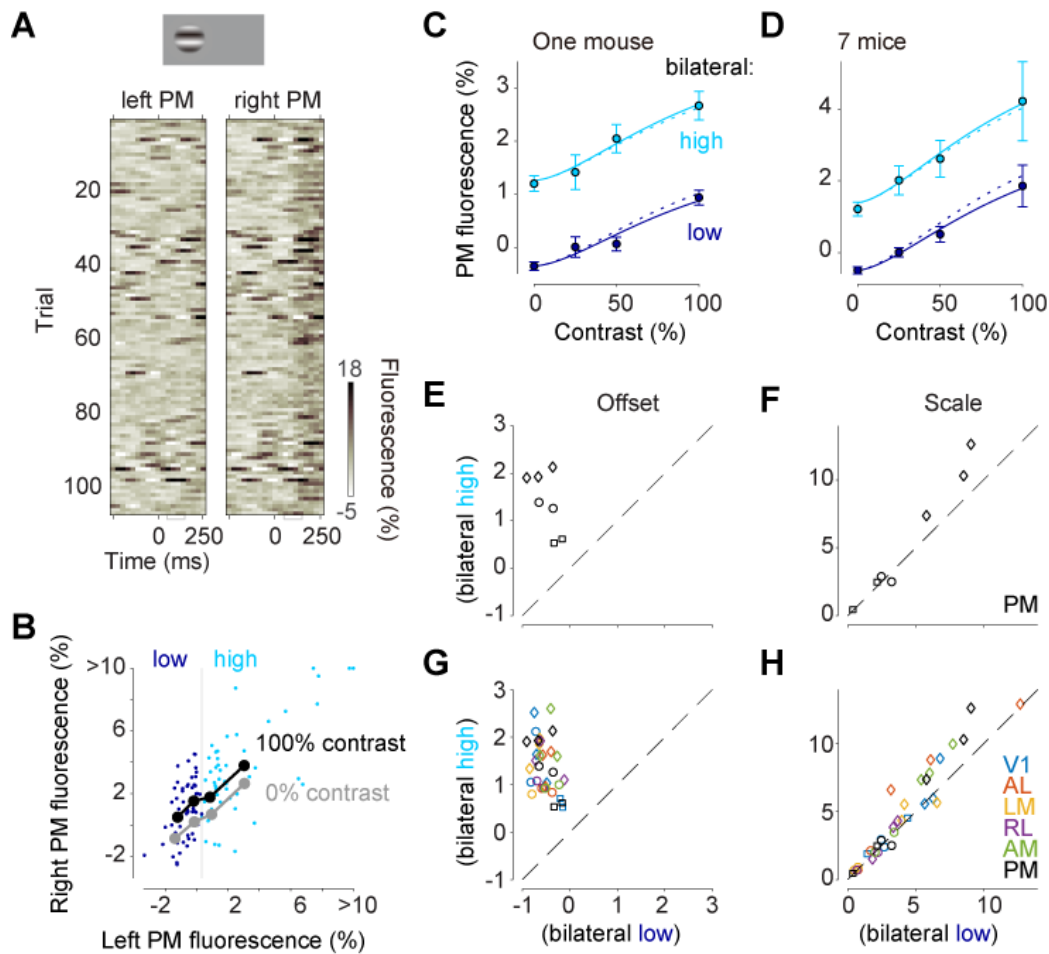 A
left PM right PM
Trial
20
40
60
80
100
0 250 0 250
Time (ms)
18
-5
Fluorescence (%)
B
low high
>10
6
2
-2
Right PM fluorescence (%)
100% contrast
0% contrast
-2 2 6 >10
Left PM fluorescence (%)
C
One mouse
bilateral:
high
low
PM fluorescence (%)
3
2
1
0
0 50 100
Contrast (%)
D
7 mice
4
2
0
0 50 100
Contrast (%)
E
Offset
(bilateral high)
3
2
1
0
-1
F
Scale
10
5
0
PM
G
(bilateral high)
3
2
1
0
-1
-1 0 1 2 3
(bilateral low)
H
10
5
0
0 5 10
(bilateral low)
V1
AL
LM
RL
AM
PM